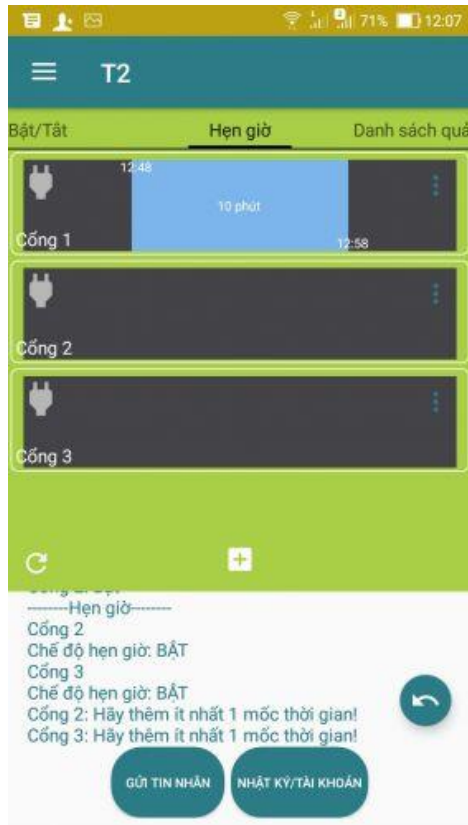 71% 12:07
T2
Bật/Tắt Hẹn giờ Danh sách quả
12:48
10 phút
Cổng 1
12:58
Cổng 2
Cổng 3
--------Hẹn giờ--------
Cổng 2
Chế độ hẹn giờ: BẬT
Cổng 3
Chế độ hẹn giờ: BẬT
Cổng 2: Hãy thêm ít nhất 1 mốc thời gian!
Cổng 3: Hãy thêm ít nhất 1 mốc thời gian!
GỬI TIN NHẮN NHẬT KÝ/TÀI KHOẢN